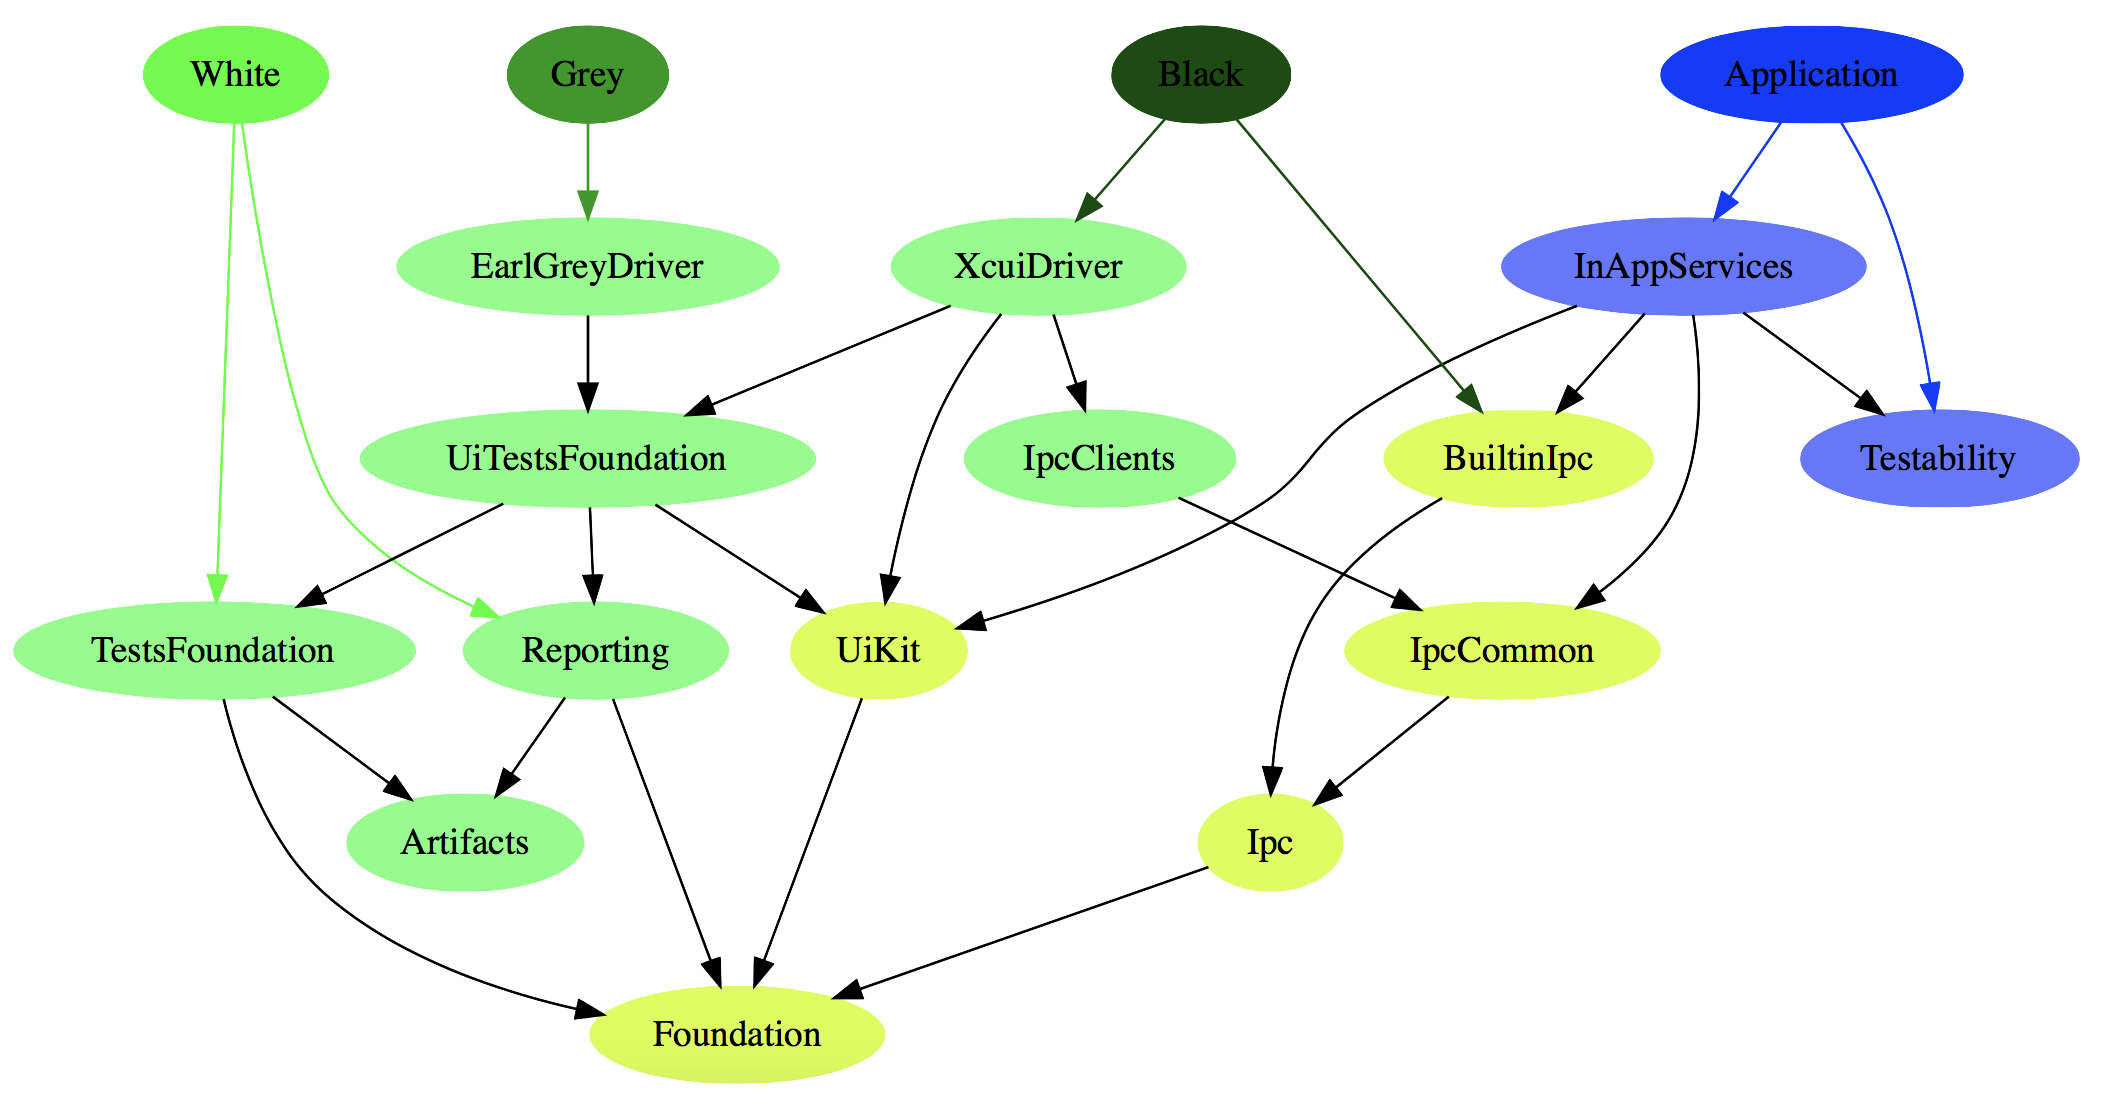 White
Grey
Black
Application
EarlGreyDriver
XcuiDriver
InAppServices
UiTestsFoundation
IpcClients
BuiltinIpc
Testability
TestsFoundation
Reporting
UiKit
IpcCommon
Artifacts
Ipc
Foundation